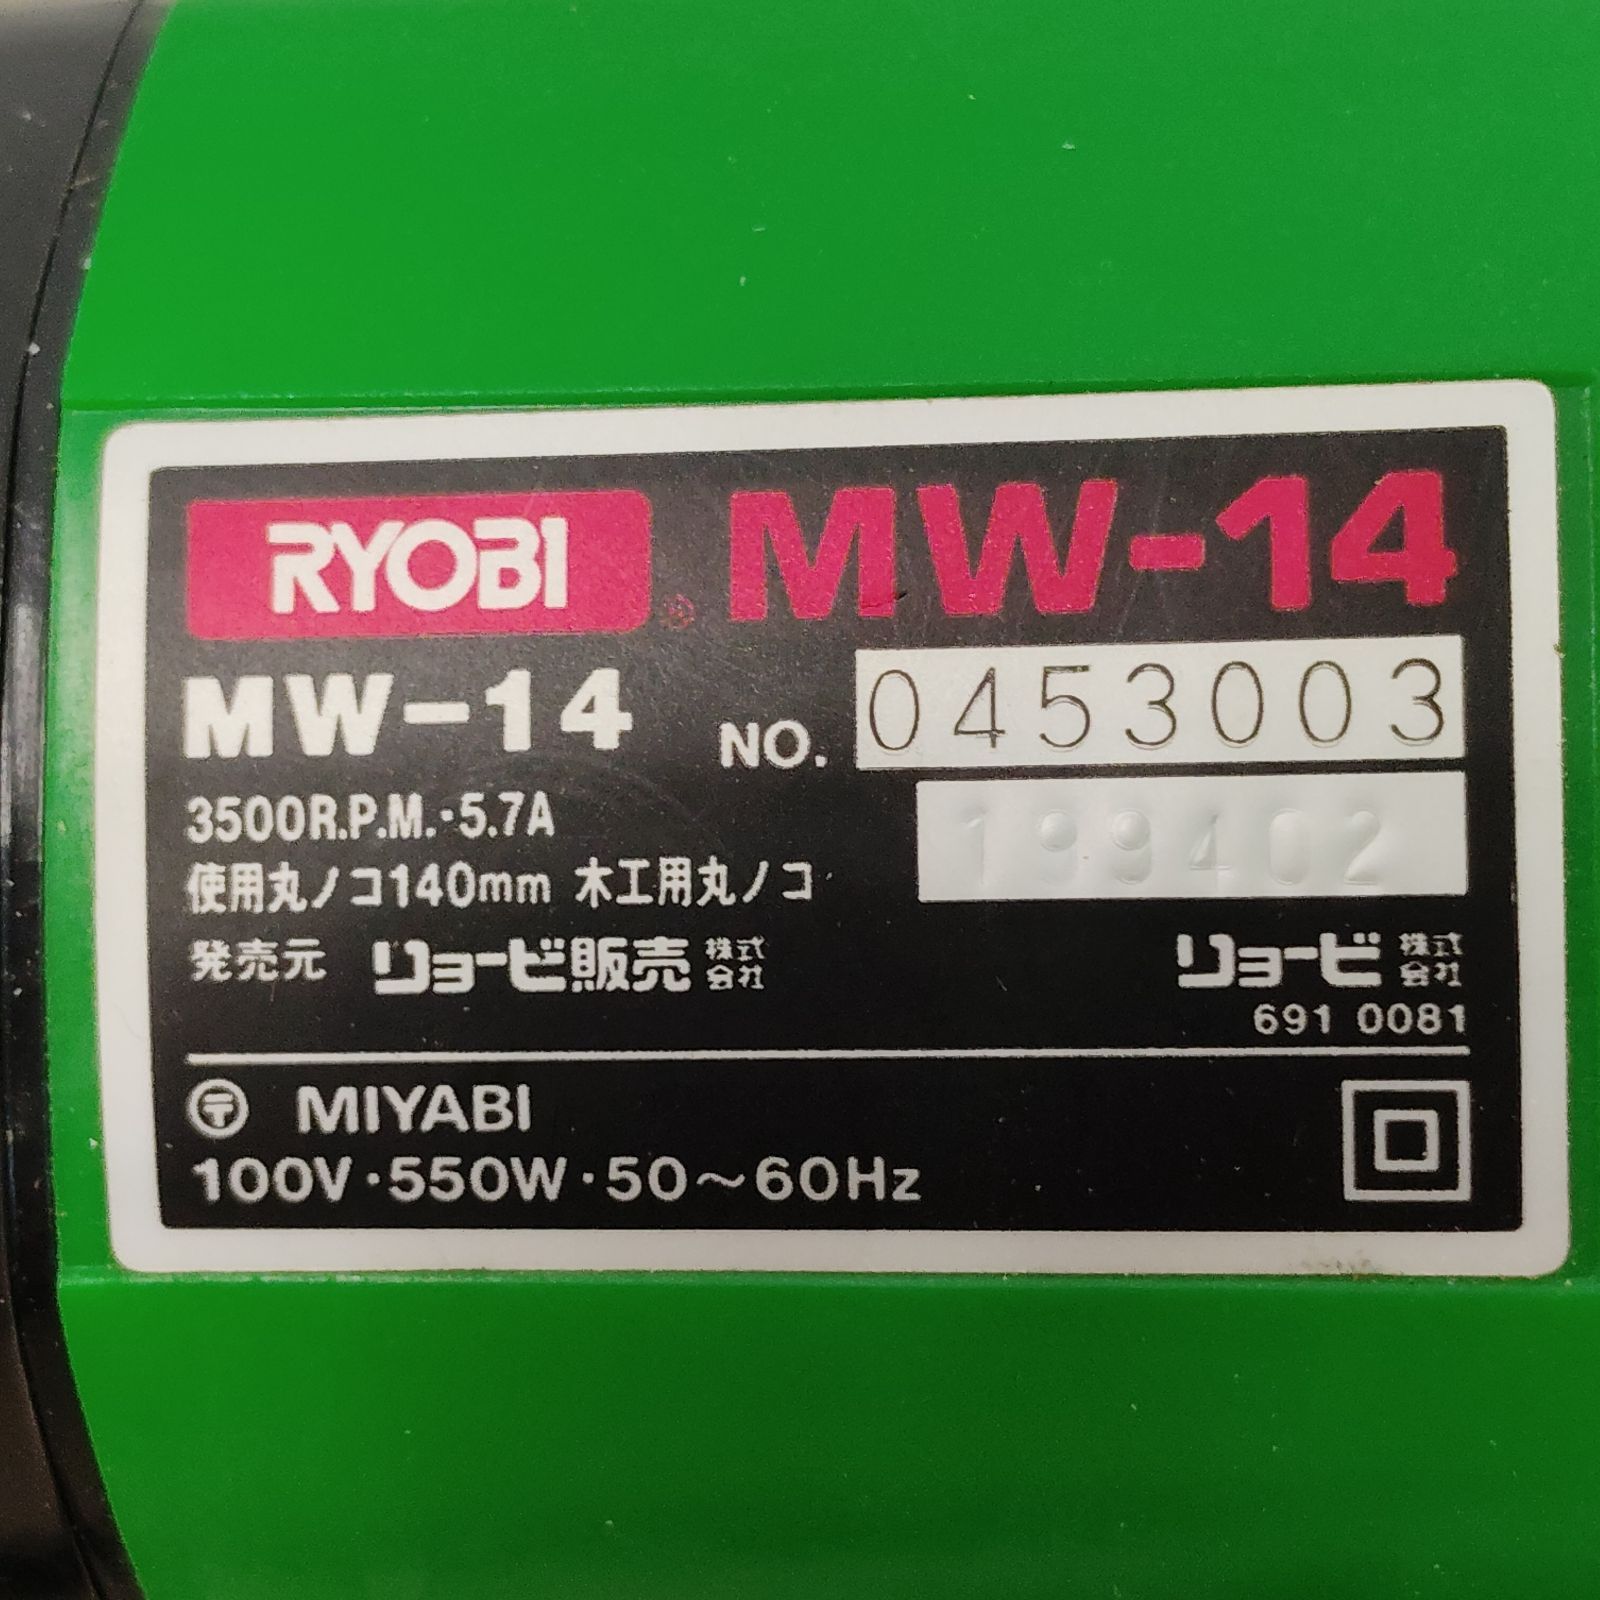 RYOBI MW-14
MW-14 NO. 0453003
3500R.P.M.・5.7A
199402
使用丸ノコ140mm 木工用丸ノコ
発売元 リョービ販売株式会社
リョービ株式会社
691 0081
〒 MIYABI
100V・550W・50～60Hz